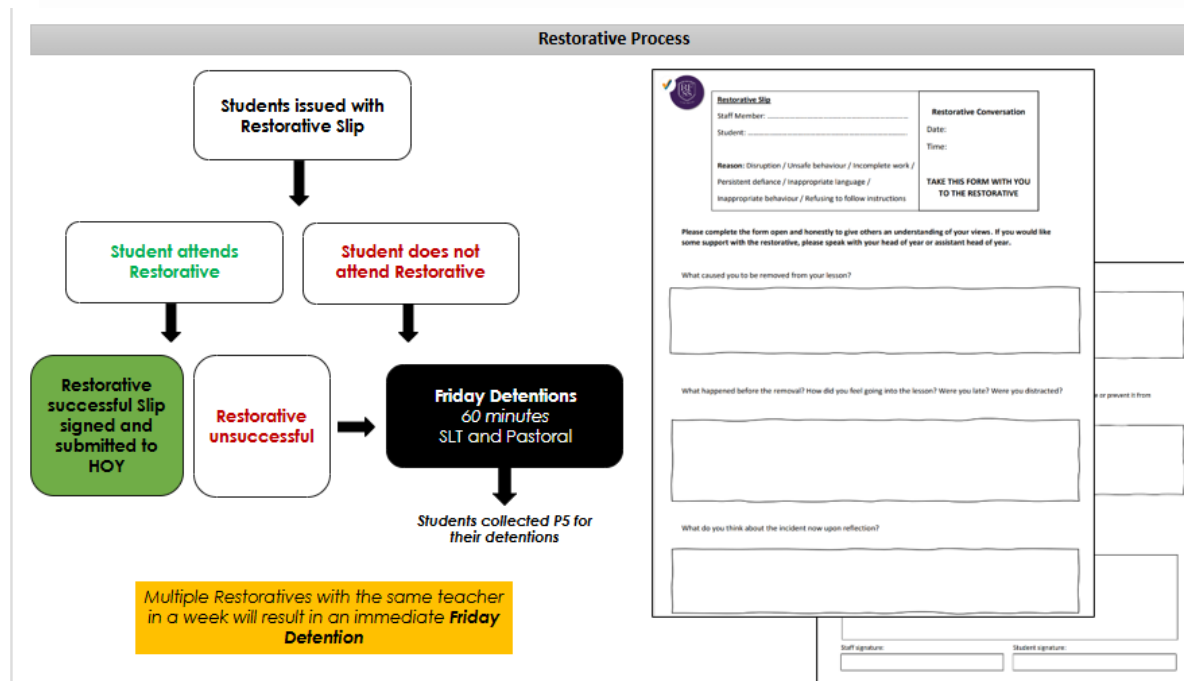 Restorative Process
Students issued with
Restorative Slip
Student attends
Restorative
Student does not
attend Restorative
Restorative
successful Slip
signed and
submitted to
HOY
Restorative
unsuccessful
Friday Detentions
60 minutes
SLT and Pastoral
Students collected P5 for
their detentions
Multiple Restoratives with the same teacher
in a week will result in an immediate Friday
Detention
Restorative Slip
Staff Member: ..........................................................
Student: ..................................................................
Reason: Disruption / Unsafe behaviour / Incomplete work /
Persistent defiance / Inappropriate language /
Inappropriate behaviour / Refusing to follow instructions
Restorative Conversation
Date:
Time:
TAKE THIS FORM WITH YOU
TO THE RESTORATIVE
Please complete the form open and honestly to give others an understanding of your views. If you would like
some support with the restorative, please speak with your head of year or assistant head of year.
What caused you to be removed from your lesson?
What happened before the removal? How did you feel going into the lesson? Were you late? Were you distracted?
What do you think about the incident now upon reflection?
or prevent it from
Staff signature:
Student signature: